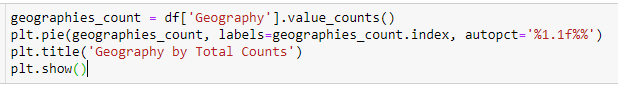 geographies_count = df['Geography'].value_counts()
plt.pie(geographies_count, labels=geographies_count.index, autopct='%1.1f%%')
plt.title('Geography by Total Counts')
plt.show()